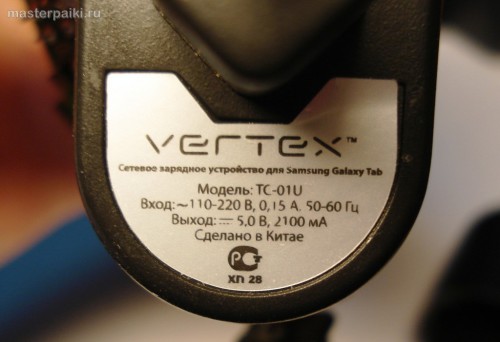 masterpaiki.ru
vertex™
Сетевое зарядное устройство для Samsung Galaxy Tab
Модель: TC-01U
Вход: ~110-220 В, 0,15 А, 50-60 Гц
Выход: ⎓ 5,0 В, 2100 мА
Сделано в Китае
РСТ
ХП 28